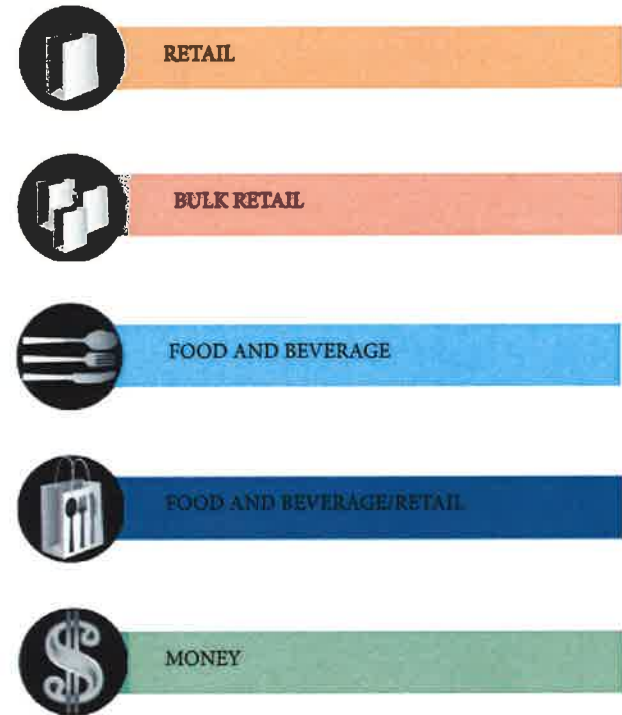 RETAIL
BULK RETAIL
FOOD AND BEVERAGE
FOOD AND BEVERAGE/RETAIL
MONEY